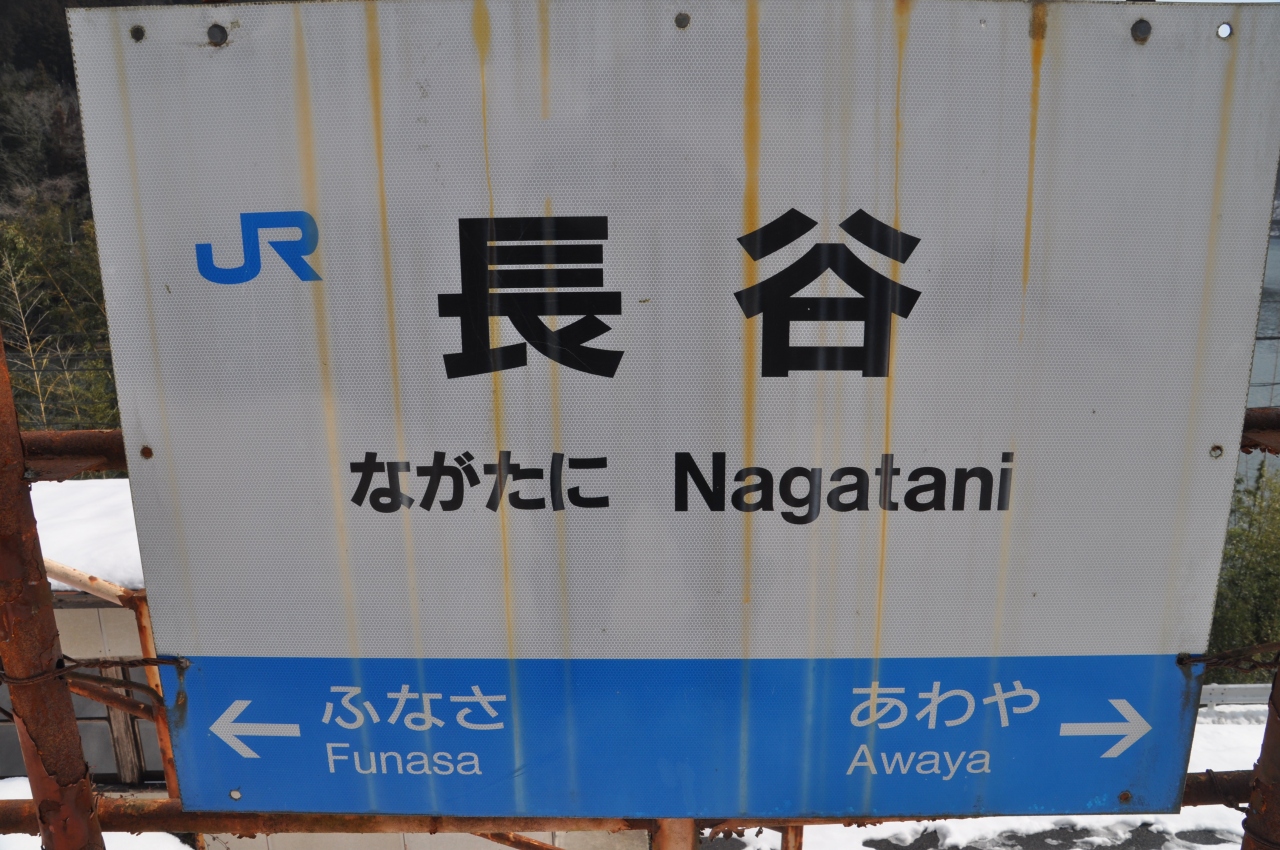 JR
長谷
ながたに Nagatani
← ふなさ
Funasa
あわや →
Awaya